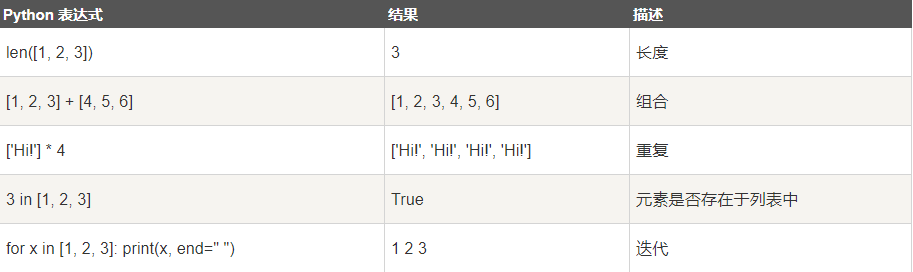 Python 表达式 结果 描述
len([1, 2, 3]) 3 长度
[1, 2, 3] + [4, 5, 6] [1, 2, 3, 4, 5, 6] 组合
['Hi!'] * 4 ['Hi!', 'Hi!', 'Hi!', 'Hi!'] 重复
3 in [1, 2, 3] True 元素是否存在于列表中
for x in [1, 2, 3]: print(x, end=" ") 1 2 3 迭代